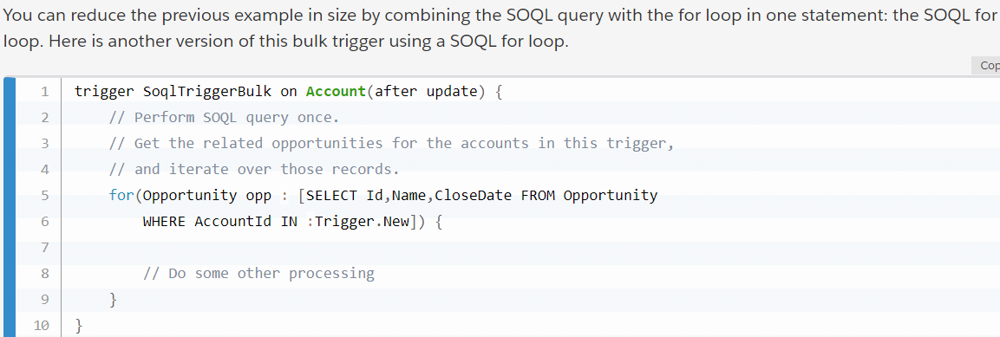 You can reduce the previous example in size by combining the SOQL query with the for loop in one statement: the SOQL for
loop. Here is another version of this bulk trigger using a SOQL for loop.
Cop
1 trigger SoqlTriggerBulk on Account(after update) {
2     // Perform SOQL query once.
3     // Get the related opportunities for the accounts in this trigger,
4     // and iterate over those records.
5     for(Opportunity opp : [SELECT Id,Name,CloseDate FROM Opportunity
6         WHERE AccountId IN :Trigger.New]) {
7
8         // Do some other processing
9     }
10 }